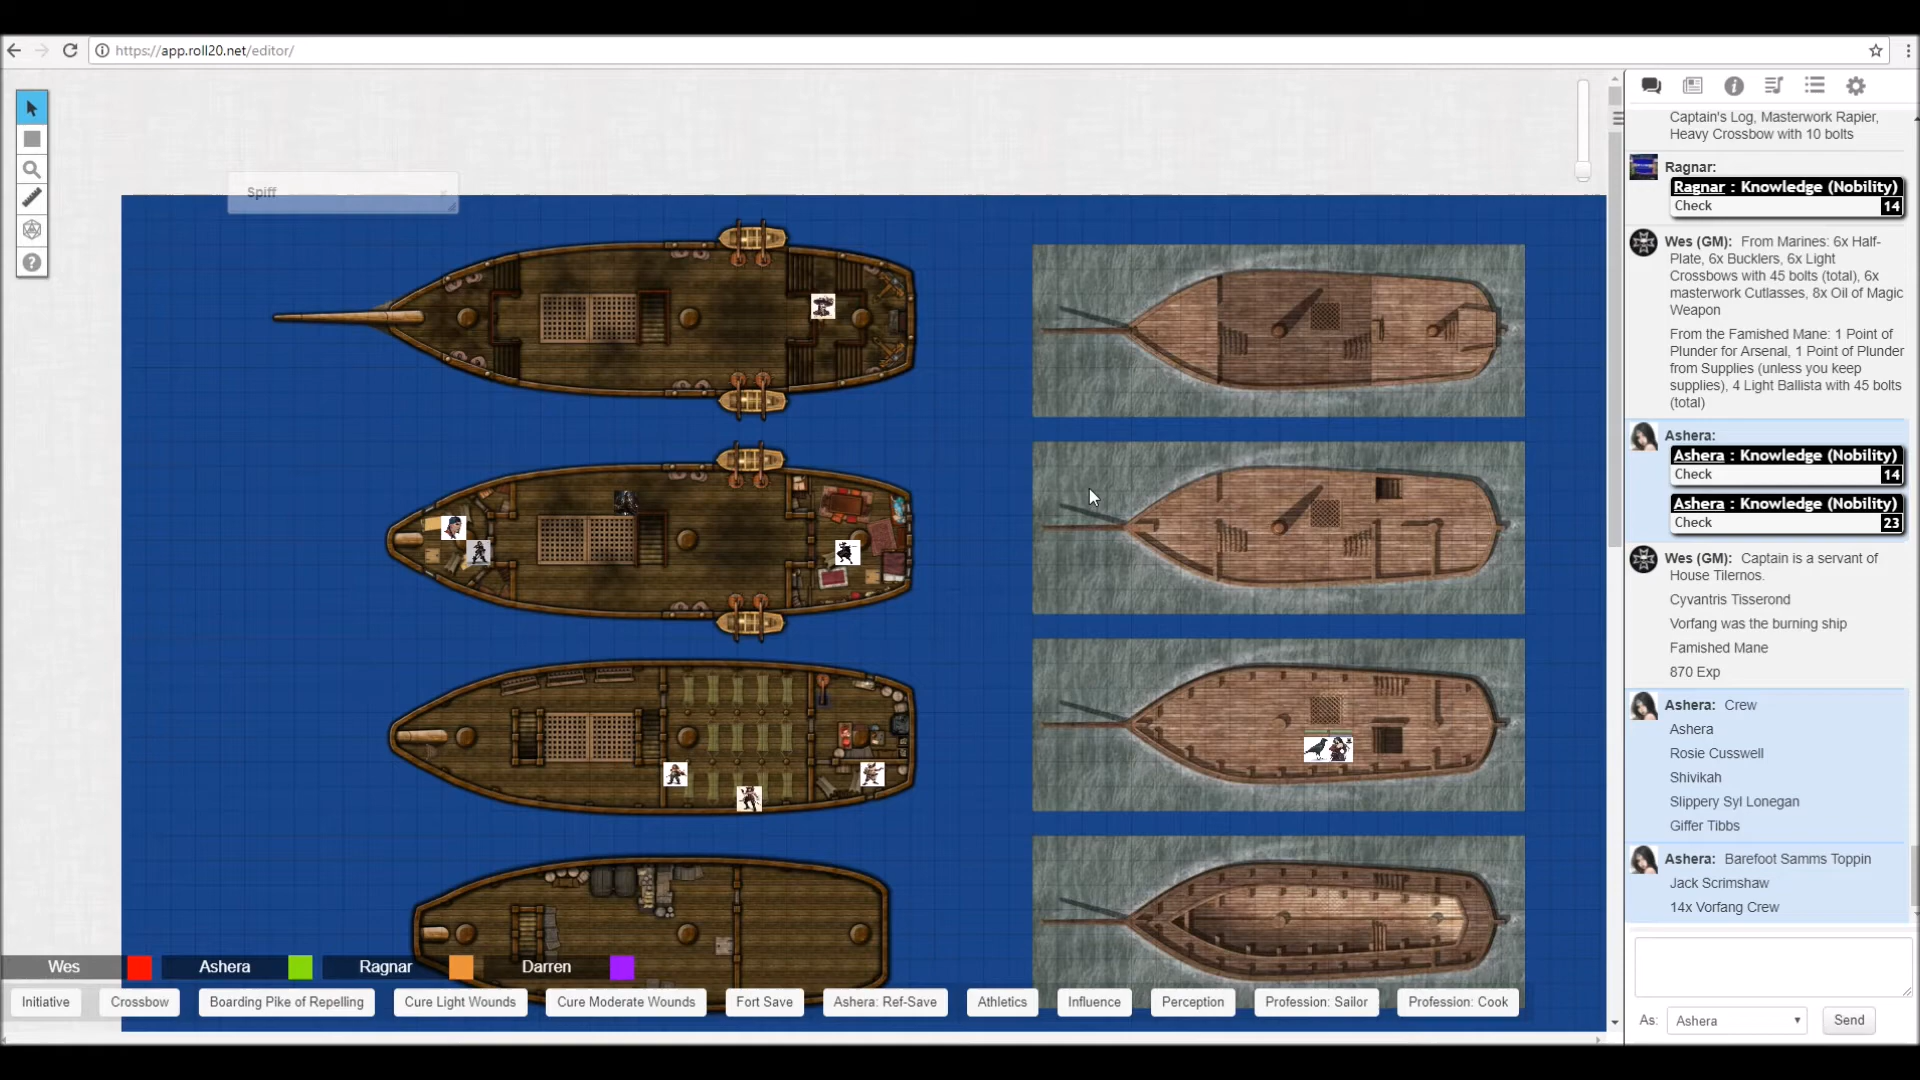 https://app.roll20.net/editor/
Spiff
Captain's Log, Masterwork Rapier,
Heavy Crossbow with 10 bolts
Ragnar:
Ragnar : Knowledge (Nobility)
Check 14
Wes (GM): From Marines: 6x Half-
Plate, 6x Bucklers, 6x Light
Crossbows with 45 bolts (total), 6x
masterwork Cutlasses, 8x Oil of Magic
Weapon
From the Famished Mane: 1 Point of
Plunder for Arsenal, 1 Point of Plunder
from Supplies (unless you keep
supplies), 4 Light Ballista with 45 bolts
(total)
Ashera:
Ashera : Knowledge (Nobility)
Check 14
Ashera : Knowledge (Nobility)
Check 23
Wes (GM): Captain is a servant of
House Tilernos.
Cyvantris Tisserond
Vorfang was the burning ship
Famished Mane
870 Exp
Ashera: Crew
Ashera
Rosie Cusswell
Shivikah
Slippery Syl Lonegan
Giffer Tibbs
Ashera: Barefoot Samms Toppin
Jack Scrimshaw
14x Vorfang Crew
Wes Ashera Ragnar Darren
Initiative Crossbow Boarding Pike of Repelling Cure Light Wounds Cure Moderate Wounds Fort Save Ashera: Ref-Save Athletics Influence Perception Profession: Sailor Profession: Cook
As: Ashera Send